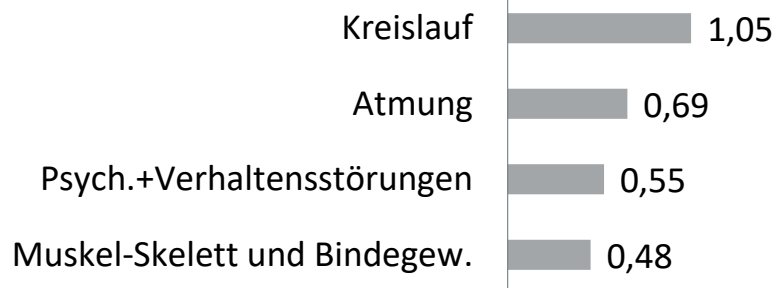 Kreislauf 1,05
Atmung 0,69
Psych.+Verhaltensstörungen 0,55
Muskel-Skelett und Bindegew. 0,48